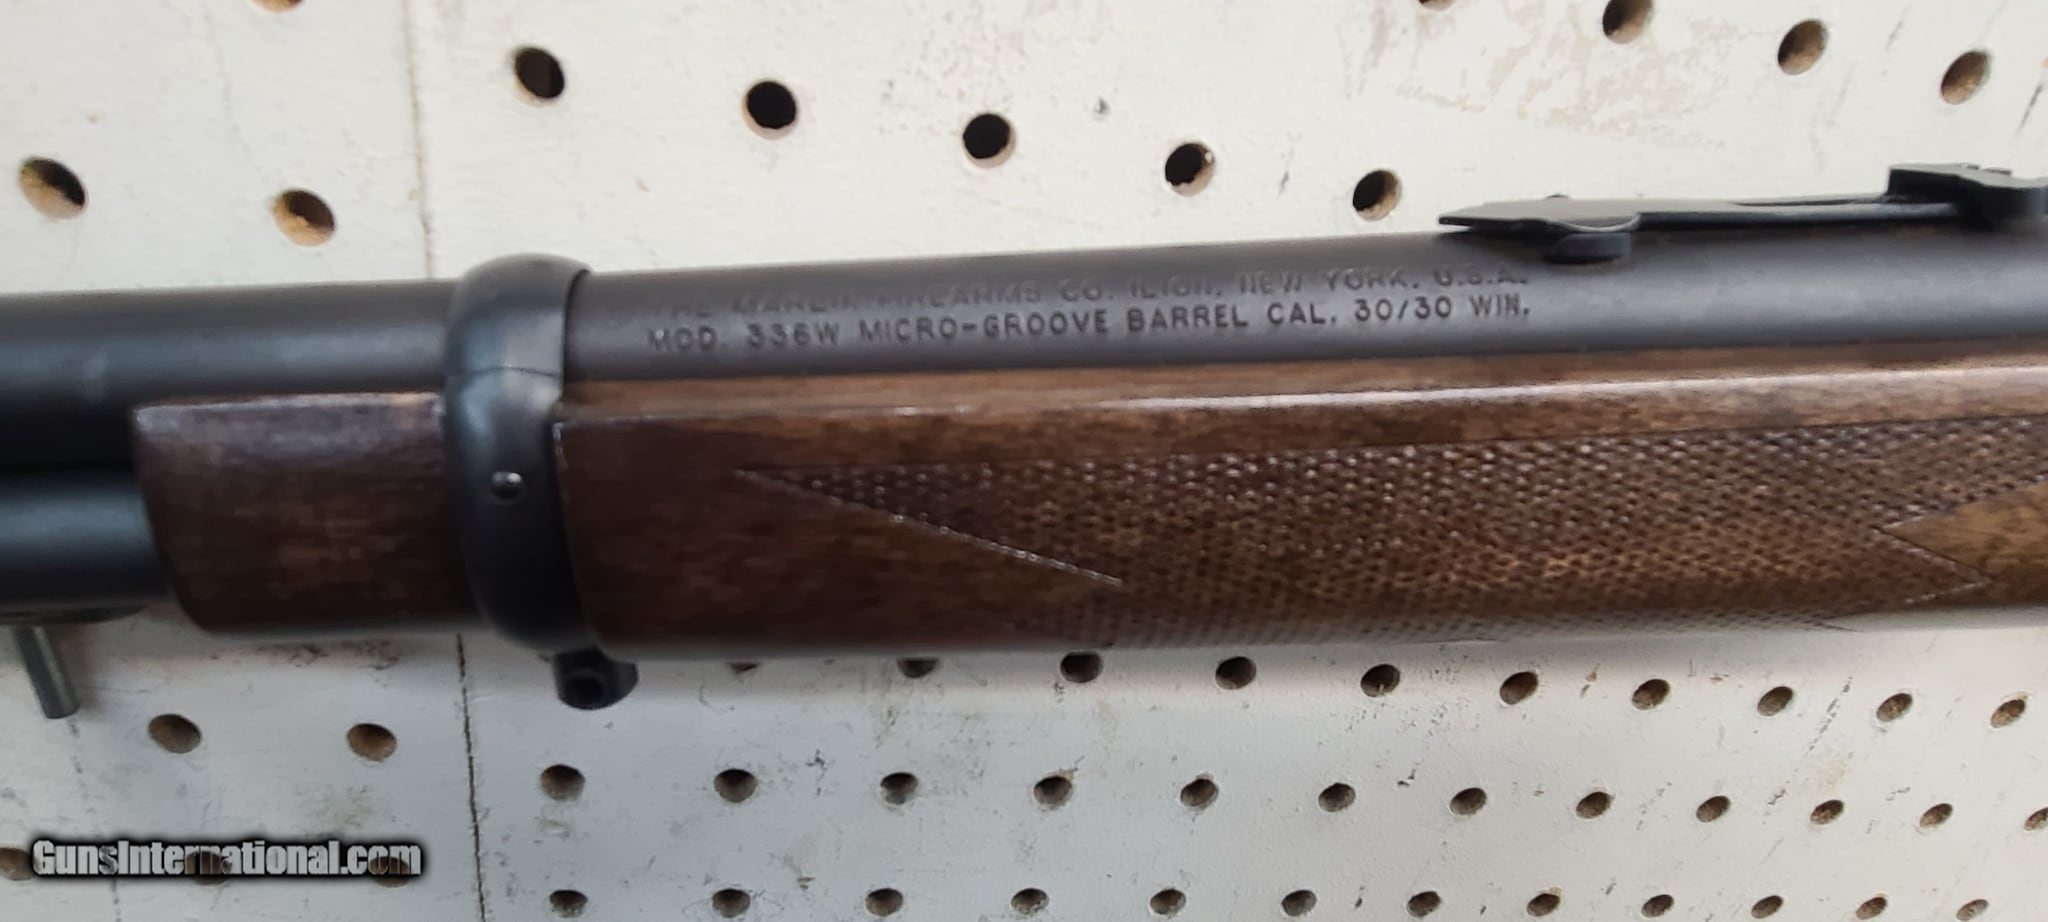 THE MARLIN FIREARMS CO. ILION, NEW YORK, U.S.A.
MOD. 336W MICRO-GROOVE BARREL CAL. 30/30 WIN.
GunsInternational.com